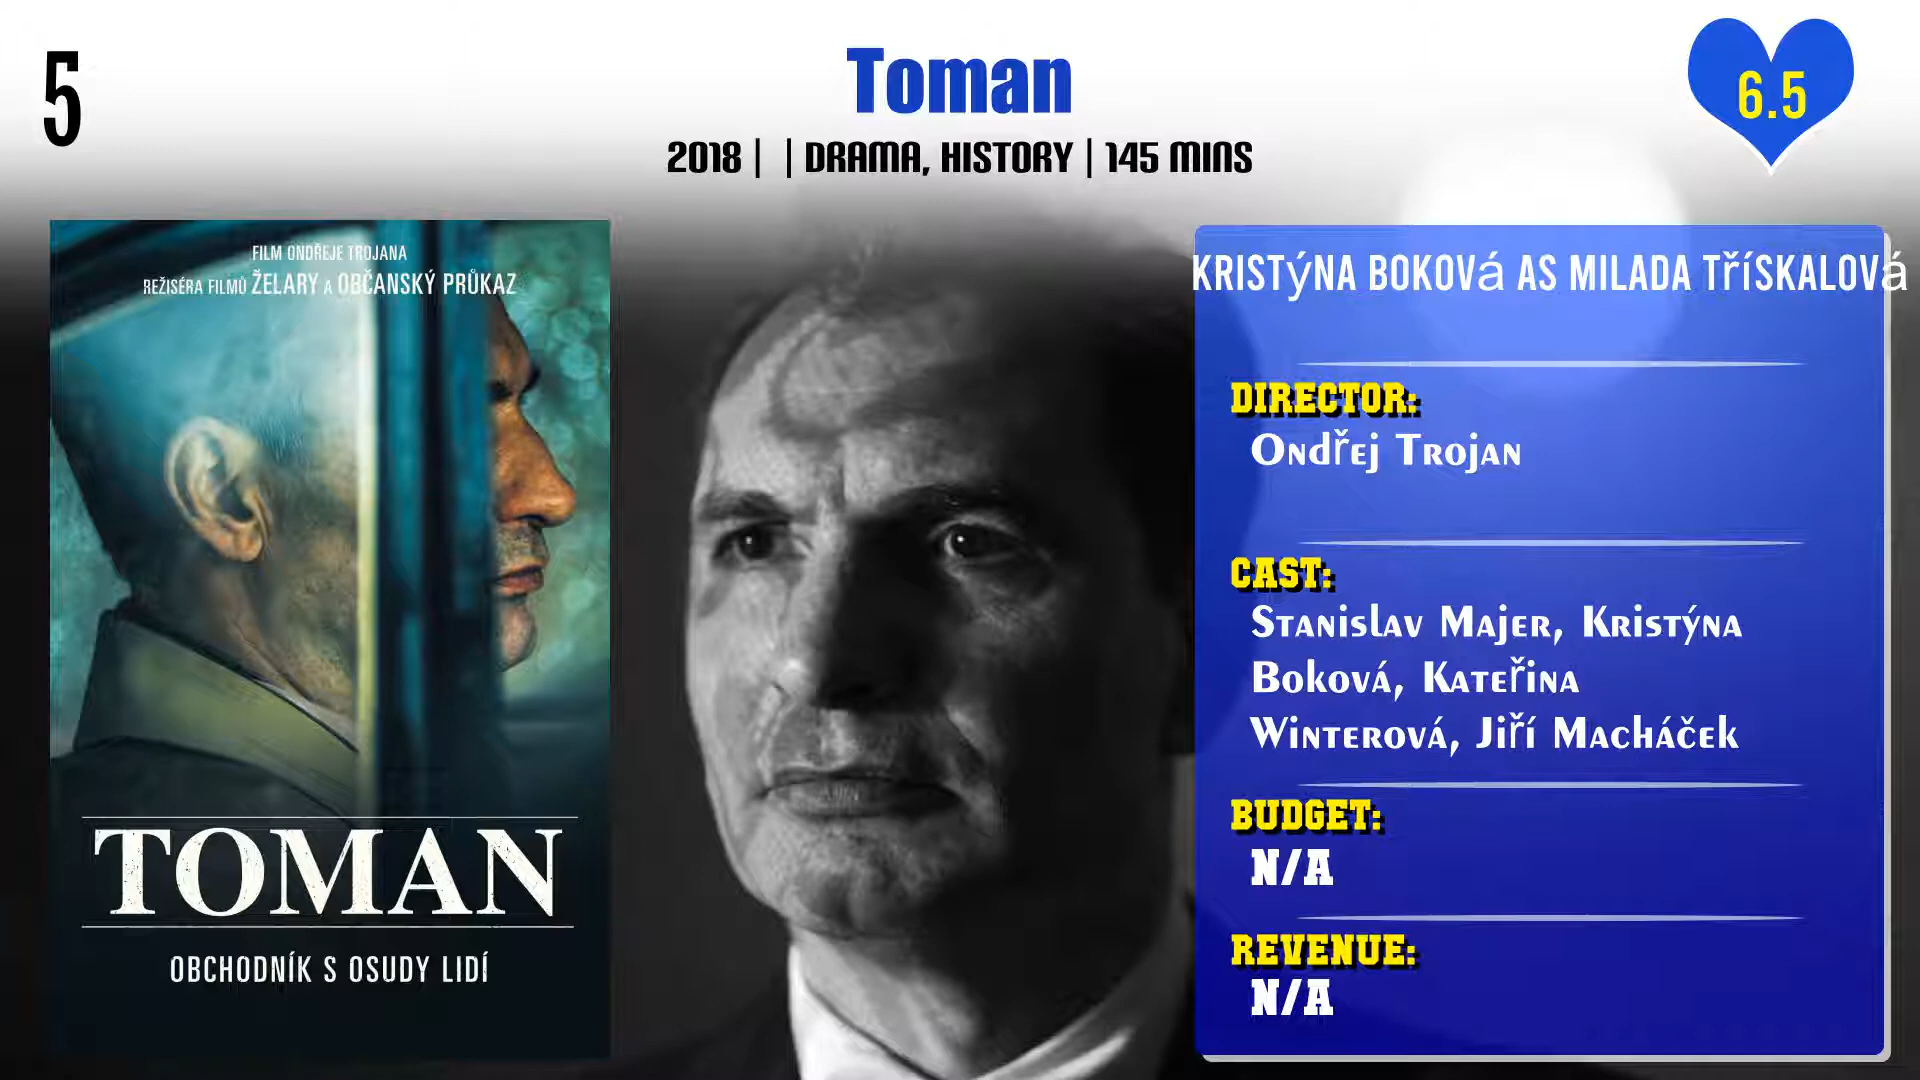 5
Toman
2018 | | DRAMA, HISTORY | 145 MINS
6.5
FILM ONDŘEJE TROJANA
REŽISÉRA FILMŮ ŽELARY A OBČANSKÝ PRŮKAZ
TOMAN
OBCHODNÍK S OSUDY LIDÍ
KRISTýNA BOKOVá AS MILADA TříSKALOVá
DIRECTOR:
Ondřej Trojan
CAST:
Stanislav Majer, Kristýna
Boková, Kateřina
Winterová, Jiří Macháček
BUDGET:
N/A
REVENUE:
N/A